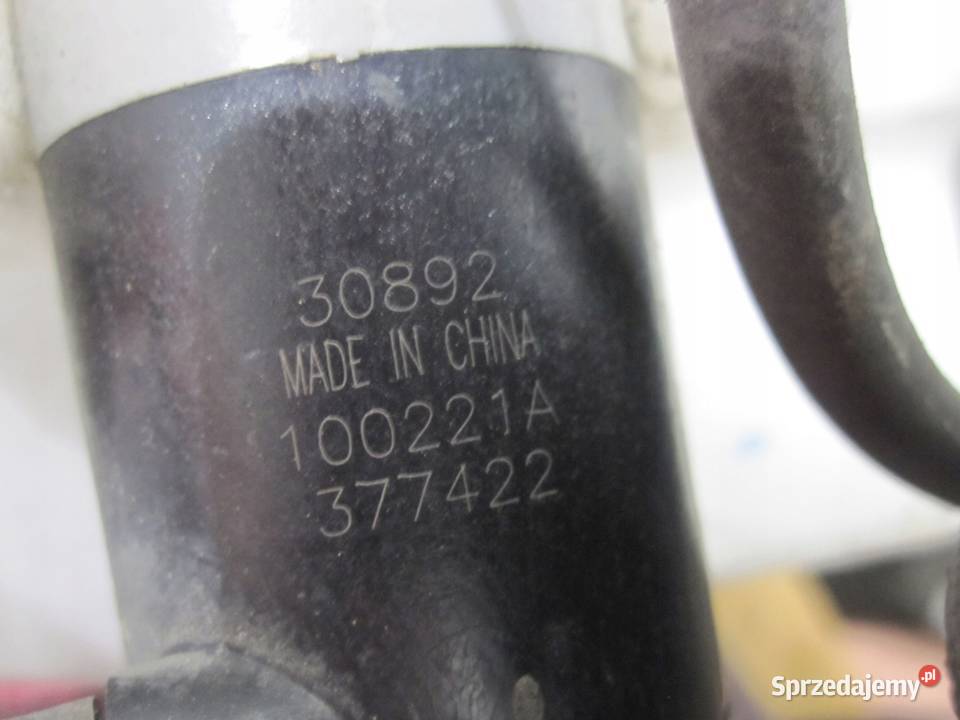 30892
MADE IN CHINA
100221A
377422
Sprzedajemy.pl